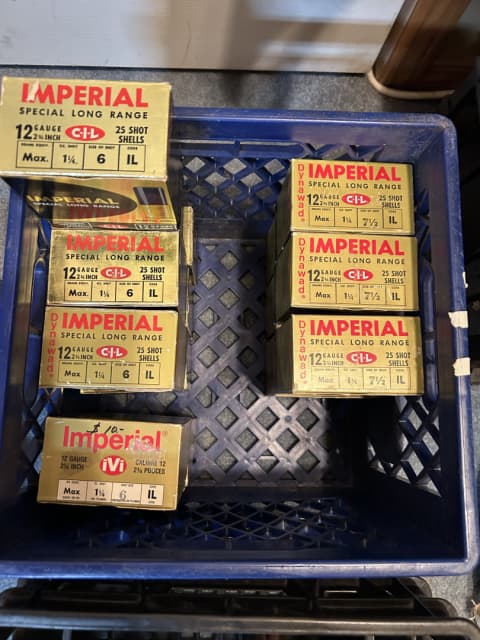 IMPERIAL
SPECIAL LONG RANGE
12 GAUGE 2¾ INCH C-I-L 25 SHOT SHELLS
Max. 1¼ 6 IL
IMPERIAL
SPECIAL LONG RANGE
IMPERIAL
SPECIAL LONG RANGE
12 GAUGE 2¾ INCH C-I-L 25 SHOT SHELLS
Max. 1¼ 6 IL
Dynawad
IMPERIAL
SPECIAL LONG RANGE
12 GAUGE 2¾ INCH C-I-L 25 SHOT SHELLS
Max. 1¼ 6 IL
$10-
Imperial
12 GAUGE
2¾ INCH
iVi
CALIBRE 12
2¾ POUCES
Max 1¼ 6 IL
Dynawad
IMPERIAL
SPECIAL LONG RANGE
12 GAUGE 2¾ INCH C-I-L 25 SHOT SHELLS
Max 1¼ 7½ IL
Dynawad
IMPERIAL
SPECIAL LONG RANGE
12 GAUGE 2¾ INCH C-I-L 25 SHOT SHELLS
Max. 1¼ 7½ IL
Dynawad
IMPERIAL
SPECIAL LONG RANGE
12 GAUGE 2¾ INCH C-I-L 25 SHOT SHELLS
Max 1¼ 7½ IL